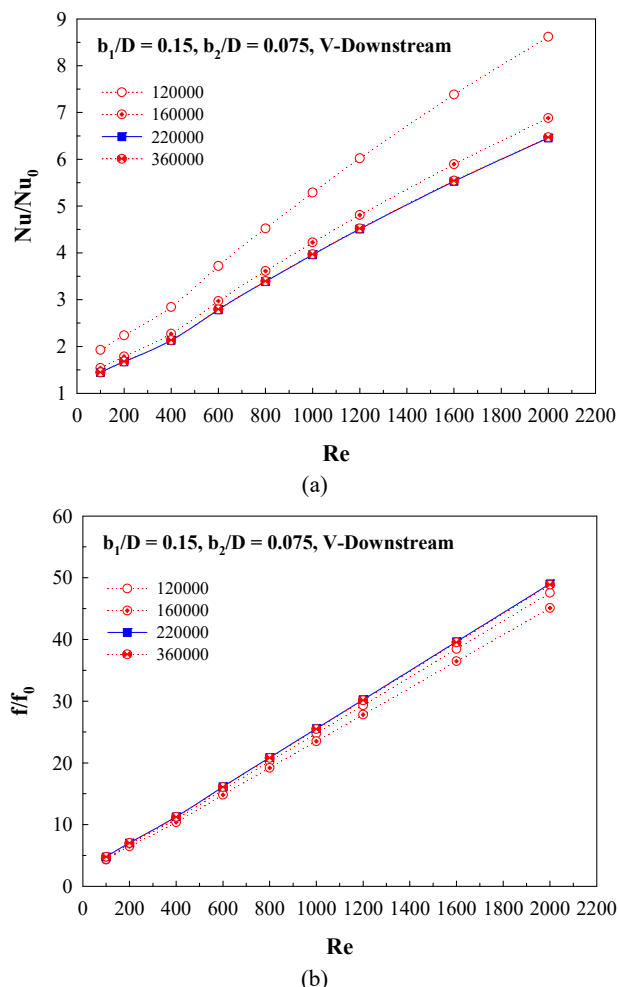 9
8
7
6
5
4
3
2
1
Nu/Nu₀
b₁/D = 0.15, b₂/D = 0.075, V-Downstream
120000
160000
220000
360000
0 200 400 600 800 1000 1200 1400 1600 1800 2000 2200
Re
(a)
60
50
40
30
20
10
0
f/f₀
b₁/D = 0.15, b₂/D = 0.075, V-Downstream
120000
160000
220000
360000
0 200 400 600 800 1000 1200 1400 1600 1800 2000 2200
Re
(b)